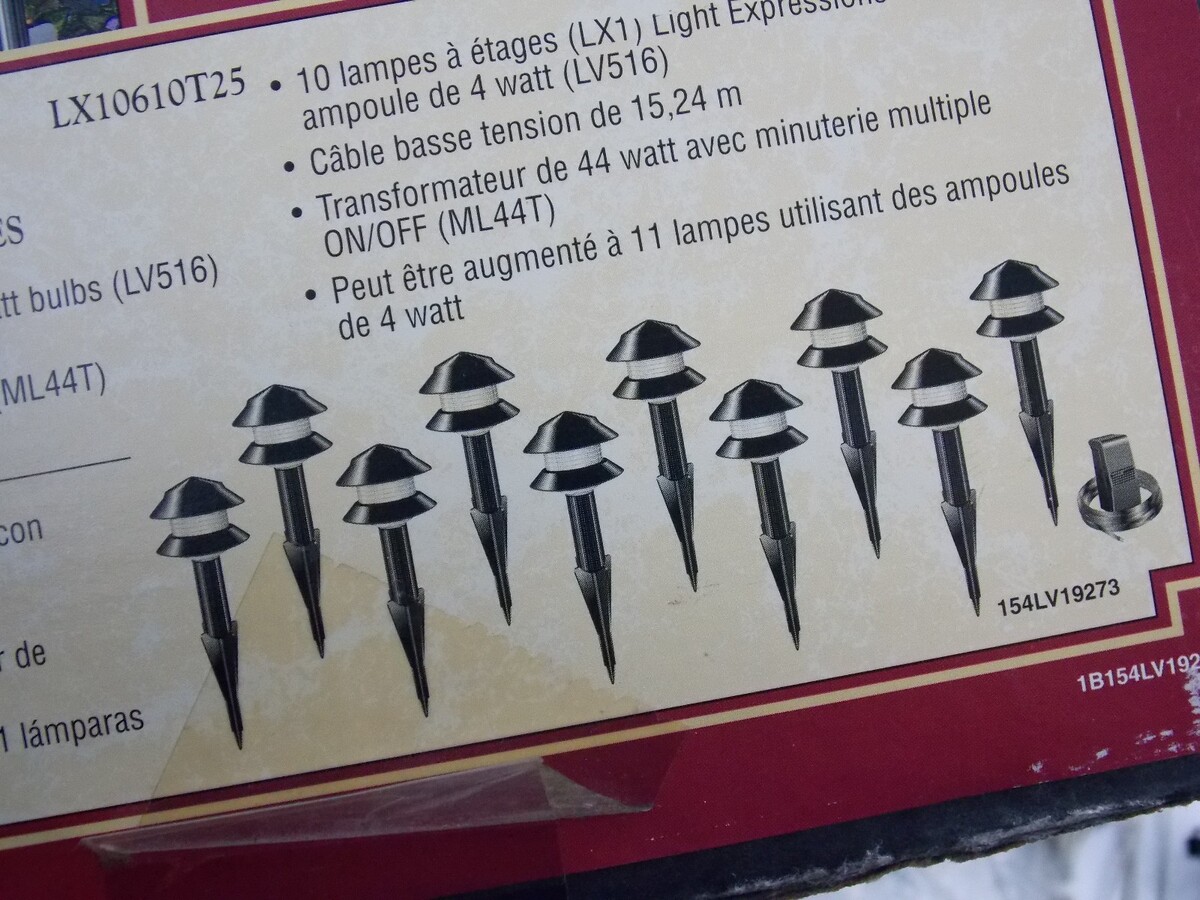 LX10610T25
ES
tt bulbs (LV516)
(ML44T)
con
r de
1 lámparas
• 10 lampes à étages (LX1) Light Expressions
ampoule de 4 watt (LV516)
• Câble basse tension de 15,24 m
• Transformateur de 44 watt avec minuterie multiple
ON/OFF (ML44T)
• Peut être augmenté à 11 lampes utilisant des ampoules
de 4 watt
154LV19273
1B154LV192